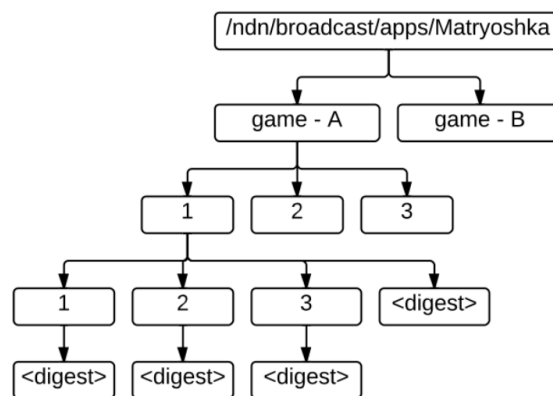 /ndn/broadcast/apps/Matryoshka
game - A
game - B
1
2
3
1
2
3
<digest>
<digest>
<digest>
<digest>